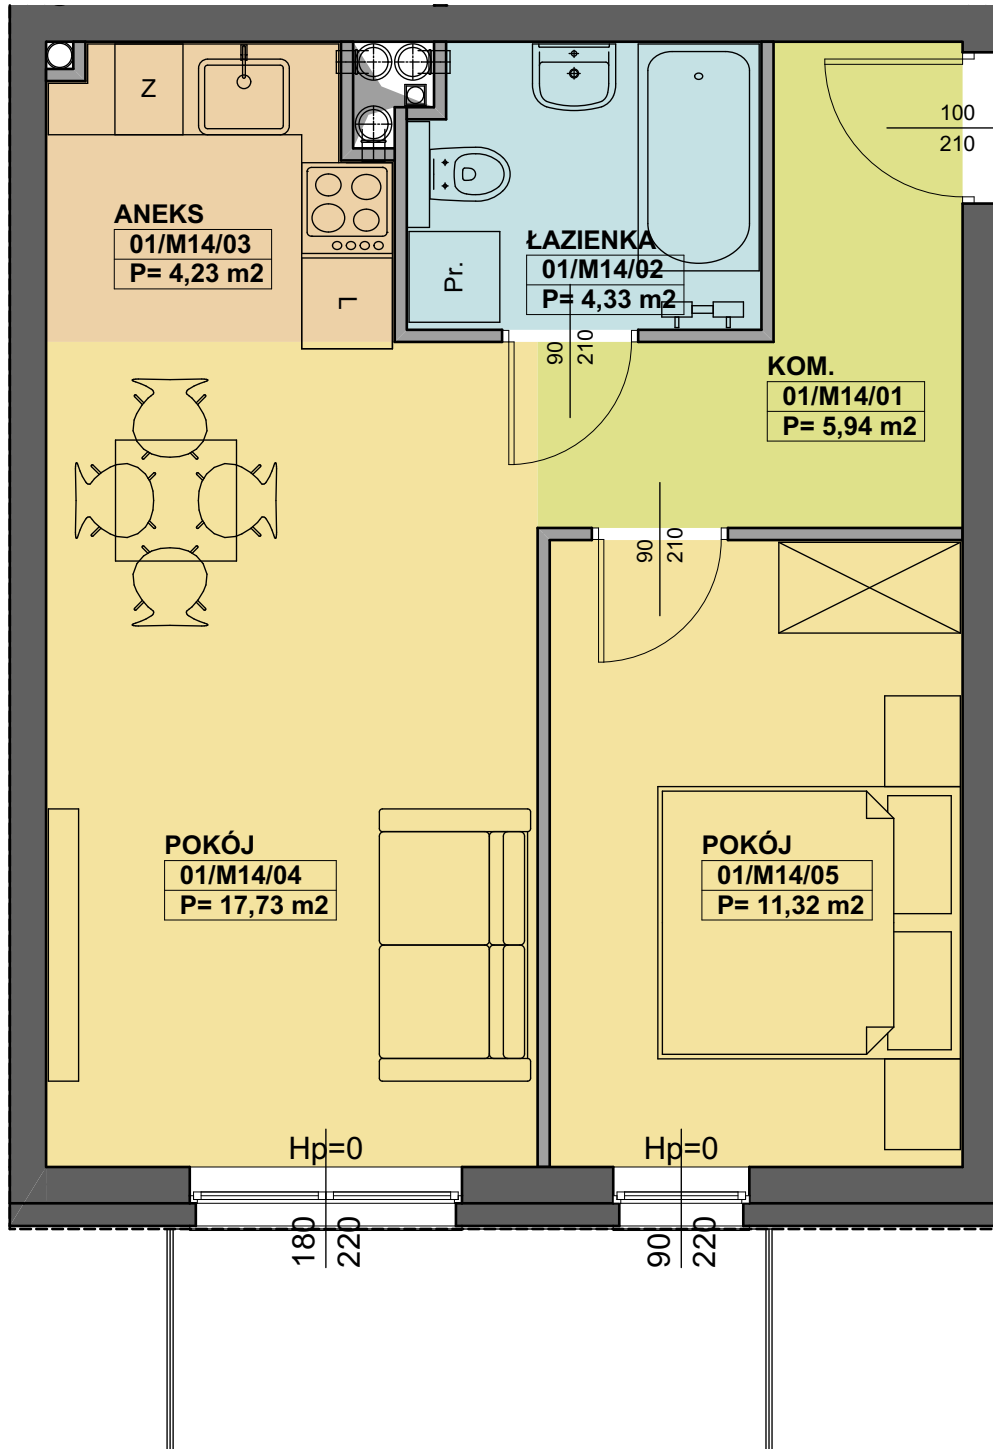 Z
100
210
ANEKS
01/M14/03
P= 4,23 m2
L
Pr.
ŁAZIENKA
01/M14/02
P= 4,33 m2
90
210
KOM.
01/M14/01
P= 5,94 m2
90
210
POKÓJ
01/M14/04
P= 17,73 m2
POKÓJ
01/M14/05
P= 11,32 m2
Hp=0
Hp=0
180
220
90
220